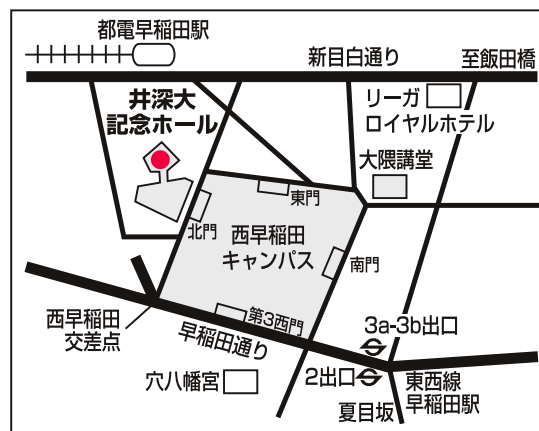 都電早稲田駅
新目白通り
至飯田橋
井深大
記念ホール
リーガ
ロイヤルホテル
大隈講堂
東門
北門
西早稲田
キャンパス
南門
第3西門
西早稲田
交差点
早稲田通り
3a-3b出口
穴八幡宮
2出口
夏目坂
東西線
早稲田駅